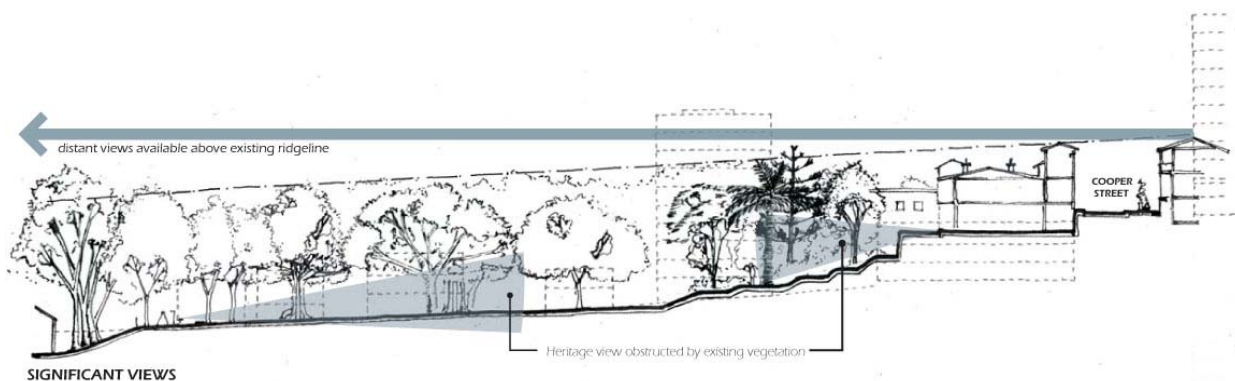 distant views available above existing ridgeline
COOPER
STREET
Heritage view obstructed by existing vegetation
SIGNIFICANT VIEWS